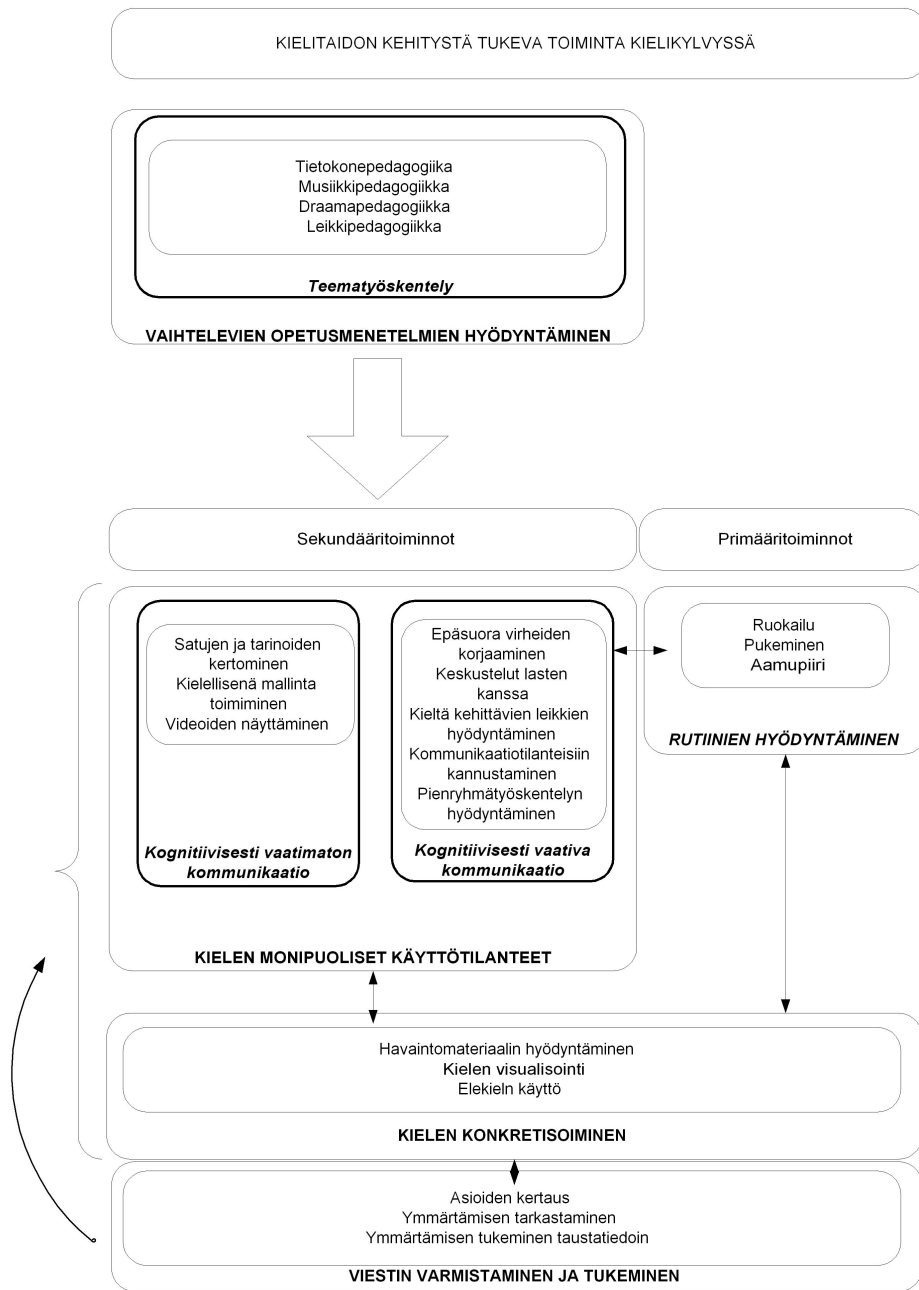 KIELITAIDON KEHITYSTÄ TUKEVA TOIMINTA KIELIKYLVYSSÄ
Tietokonepedagogiika
Musiikkipedagogiikka
Draamapedagogiikka
Leikkipedagogiikka
Teematyöskentely
VAIHTELEVIEN OPETUSMENETELMIEN HYÖDYNTÄMINEN
Sekundääritoiminnot
Primääritoiminnot
Satujen ja tarinoiden
kertominen
Kielellisenä mallinta
toimiminen
Videoiden näyttäminen
Kognitiivisesti vaatimaton
kommunikaatio
Epäsuora virheiden
korjaaminen
Keskustelut lasten
kanssa
Kieltä kehittävien leikkien
hyödyntäminen
Kommunikaatiotilanteisiin
kannustaminen
Pienryhmätyöskentelyn
hyödyntäminen
Kognitiivisesti vaativa
kommunikaatio
KIELEN MONIPUOLISET KÄYTTÖTILANTEET
Ruokailu
Pukeminen
Aamupiiri
RUTIINIEN HYÖDYNTÄMINEN
Havaintomateriaalin hyödyntäminen
Kielen visualisointi
Elekieln käyttö
KIELEN KONKRETISOIMINEN
Asioiden kertaus
Ymmärtämisen tarkastaminen
Ymmärtämisen tukeminen taustatiedoin
VIESTIN VARMISTAMINEN JA TUKEMINEN